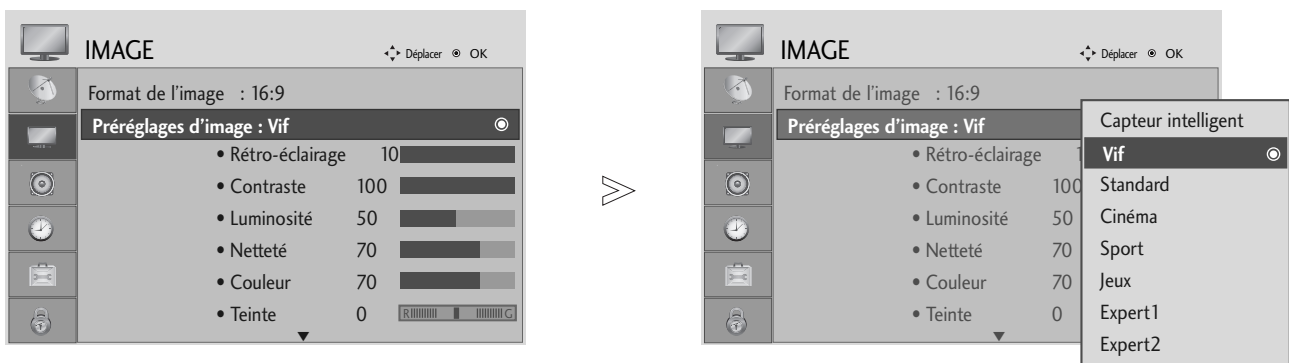 IMAGE
Déplacer OK
Format de l'image : 16:9
Préréglages d'image : Vif
• Rétro-éclairage 10
• Contraste 100
• Luminosité 50
• Netteté 70
• Couleur 70
• Teinte 0 R G
IMAGE
Déplacer OK
Format de l'image : 16:9
Préréglages d'image : Vif
• Rétro-éclairage 1
• Contraste 100
• Luminosité 50
• Netteté 70
• Couleur 70
• Teinte 0
Capteur intelligent
Vif
Standard
Cinéma
Sport
Jeux
Expert1
Expert2